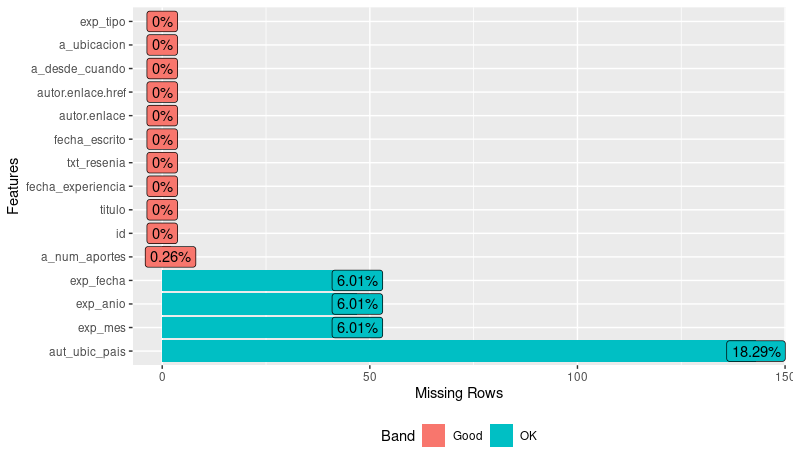 exp_tipo
0%
a_ubicacion
0%
a_desde_cuando
0%
autor.enlace.href
0%
autor.enlace
0%
fecha_escrito
0%
txt_resenia
0%
fecha_experiencia
0%
titulo
0%
id
0%
a_num_aportes
0.26%
exp_fecha
6.01%
exp_anio
6.01%
exp_mes
6.01%
aut_ubic_pais
18.29%
Features
0 50 100 150
Missing Rows
Band Good OK